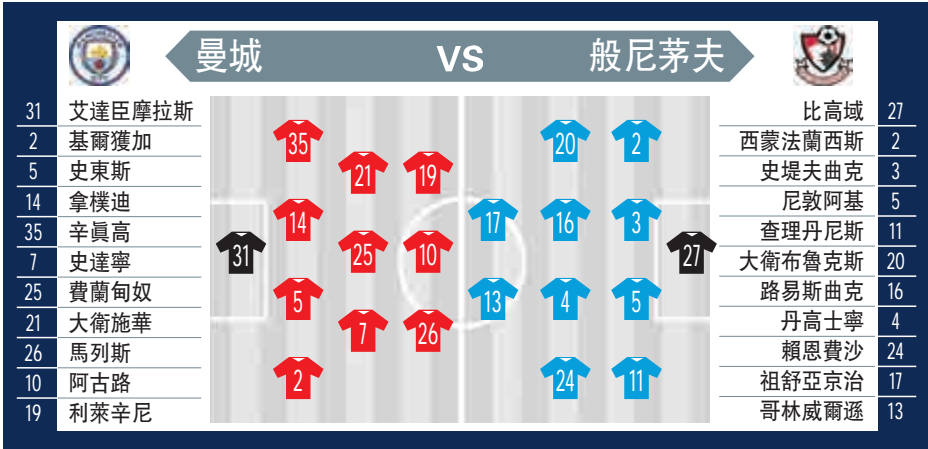 曼城 VS 般尼茅夫
31 艾達臣摩拉斯
2 基爾獲加
5 史東斯
14 拿樸迪
35 辛眞高
7 史達寧
25 費蘭甸奴
21 大衛施華
26 馬列斯
10 阿古路
19 利萊辛尼
35
21
19
14
31
25
10
5
7
26
2
20
2
17
16
3
27
13
4
5
24
11
比高域 27
西蒙法蘭西斯 2
史堤夫曲克 3
尼敦阿基 5
查理丹尼斯 11
大衛布魯克斯 20
路易斯曲克 16
丹高士寧 4
賴恩費沙 24
祖舒亞京治 17
哥林威爾遜 13